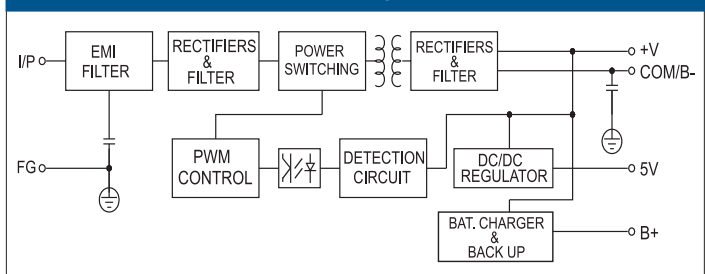 I/P
EMI
FILTER
RECTIFIERS
&
FILTER
POWER
SWITCHING
RECTIFIERS
&
FILTER
+V
COM/B-
FG
PWM
CONTROL
DETECTION
CIRCUIT
DC/DC
REGULATOR
5V
BAT. CHARGER
&
BACK UP
B+